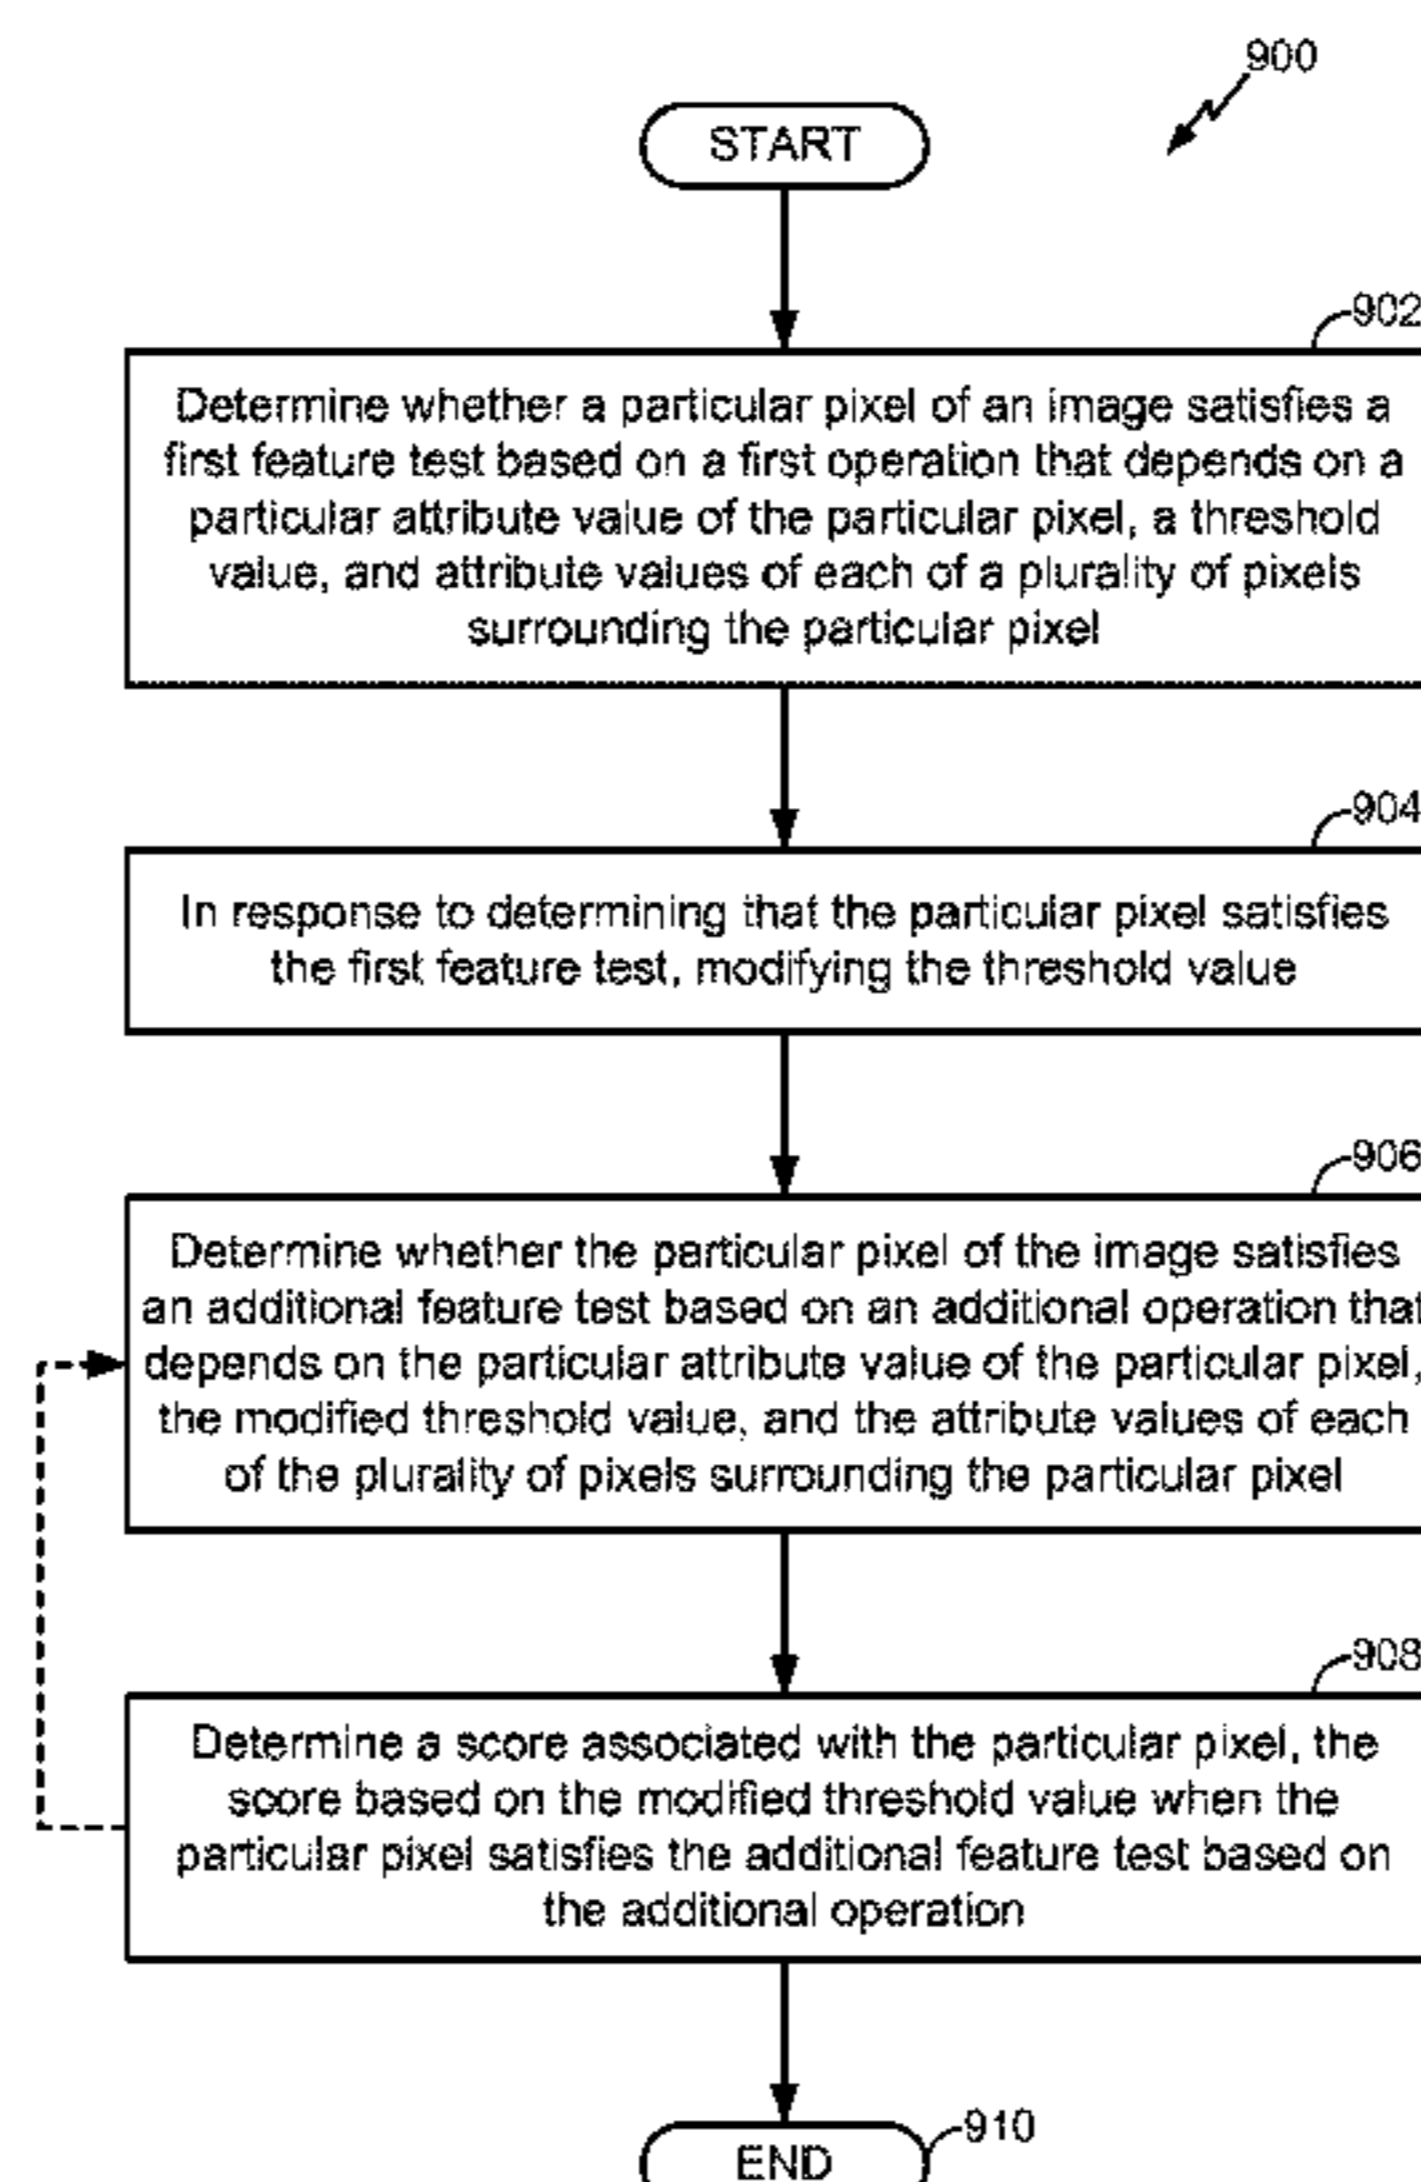 900
START
902
Determine whether a particular pixel of an image satisfies a
first feature test based on a first operation that depends on a
particular attribute value of the particular pixel, a threshold
value, and attribute values of each of a plurality of pixels
surrounding the particular pixel
904
In response to determining that the particular pixel satisfies
the first feature test, modifying the threshold value
906
Determine whether the particular pixel of the image satisfies
an additional feature test based on an additional operation that
depends on the particular attribute value of the particular pixel,
the modified threshold value, and the attribute values of each
of the plurality of pixels surrounding the particular pixel
908
Determine a score associated with the particular pixel, the
score based on the modified threshold value when the
particular pixel satisfies the additional feature test based on
the additional operation
910
END